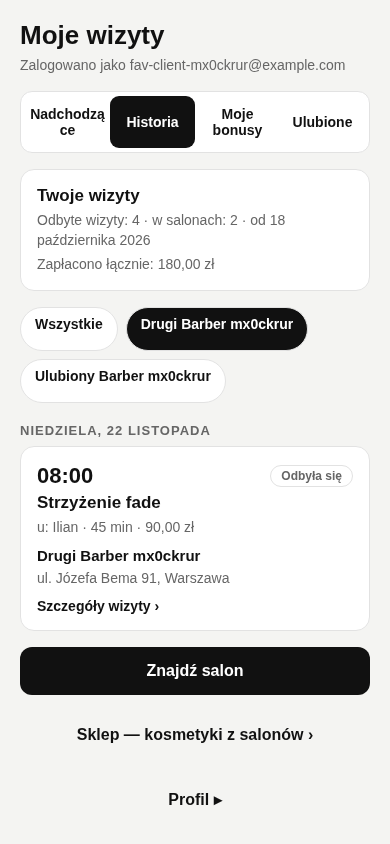 Moje wizyty
Zalogowano jako fav-client-mx0ckrur@example.com
Nadchodzą
ce
Historia
Moje
bonusy
Ulubione
Twoje wizyty
Odbyte wizyty: 4 · w salonach: 2 · od 18
października 2026
Zapłacono łącznie: 180,00 zł
Wszystkie
Drugi Barber mx0ckrur
Ulubiony Barber mx0ckrur
NIEDZIELA, 22 LISTOPADA
08:00
Odbyła się
Strzyżenie fade
u: Ilian · 45 min · 90,00 zł
Drugi Barber mx0ckrur
ul. Józefa Bema 91, Warszawa
Szczegóły wizyty ›
Znajdź salon
Sklep — kosmetyki z salonów ›
Profil ▸